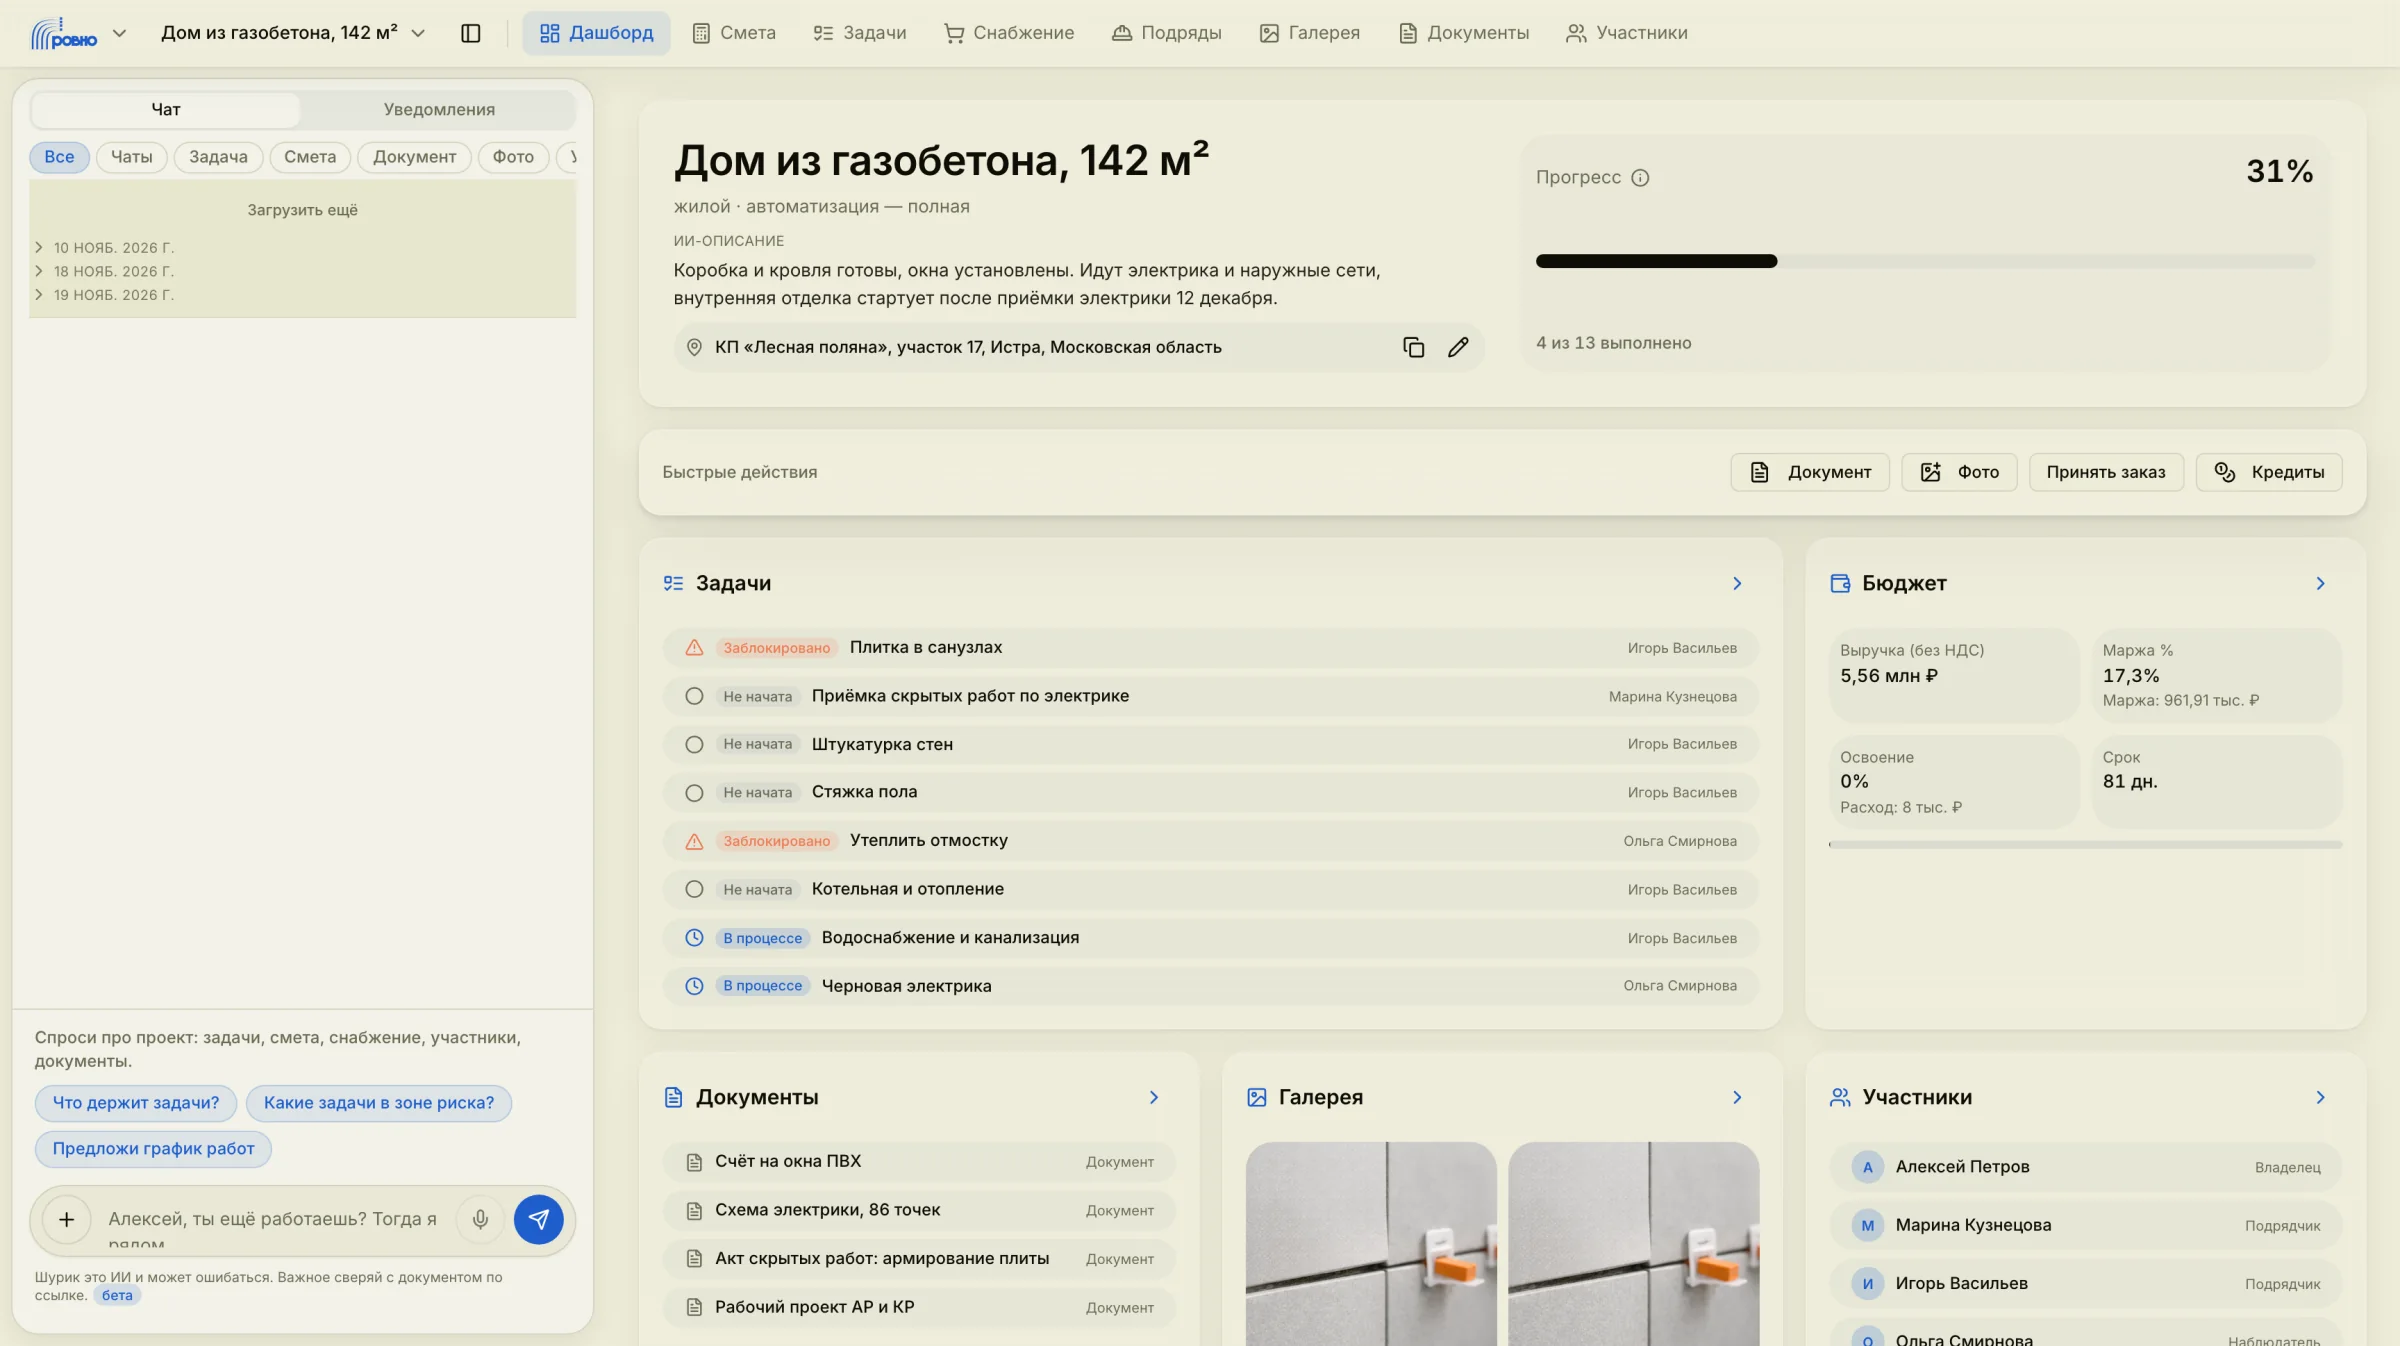 ровно
Дом из газобетона, 142 м²
Дашборд
Смета
Задачи
Снабжение
Подряды
Галерея
Документы
Участники
Чат
Уведомления
Все
Чаты
Задача
Смета
Документ
Фото
Загрузить ещё
10 НОЯБ. 2026 Г.
18 НОЯБ. 2026 Г.
19 НОЯБ. 2026 Г.
Спроси про проект: задачи, смета, снабжение, участники,
документы.
Что держит задачи?
Какие задачи в зоне риска?
Предложи график работ
Алексей, ты ещё работаешь? Тогда я
рядом
Шурик это ИИ и может ошибаться. Важное сверяй с документом по
ссылке. бета
Дом из газобетона, 142 м²
жилой · автоматизация — полная
ИИ-ОПИСАНИЕ
Коробка и кровля готовы, окна установлены. Идут электрика и наружные сети,
внутренняя отделка стартует после приёмки электрики 12 декабря.
КП «Лесная поляна», участок 17, Истра, Московская область
Прогресс
31%
4 из 13 выполнено
Быстрые действия
Документ
Фото
Принять заказ
Кредиты
Задачи
Заблокировано Плитка в санузлах Игорь Васильев
Не начата Приёмка скрытых работ по электрике Марина Кузнецова
Не начата Штукатурка стен Игорь Васильев
Не начата Стяжка пола Игорь Васильев
Заблокировано Утеплить отмостку Ольга Смирнова
Не начата Котельная и отопление Игорь Васильев
В процессе Водоснабжение и канализация Игорь Васильев
В процессе Черновая электрика Ольга Смирнова
Бюджет
Выручка (без НДС)
5,56 млн ₽
Маржа %
17,3%
Маржа: 961,91 тыс. ₽
Освоение
0%
Расход: 8 тыс. ₽
Срок
81 дн.
Документы
Счёт на окна ПВХ Документ
Схема электрики, 86 точек Документ
Акт скрытых работ: армирование плиты Документ
Рабочий проект АР и КР Документ
Галерея
Участники
А Алексей Петров Владелец
М Марина Кузнецова Подрядчик
И Игорь Васильев Подрядчик
О Ольга Смирнова Наблюдатель